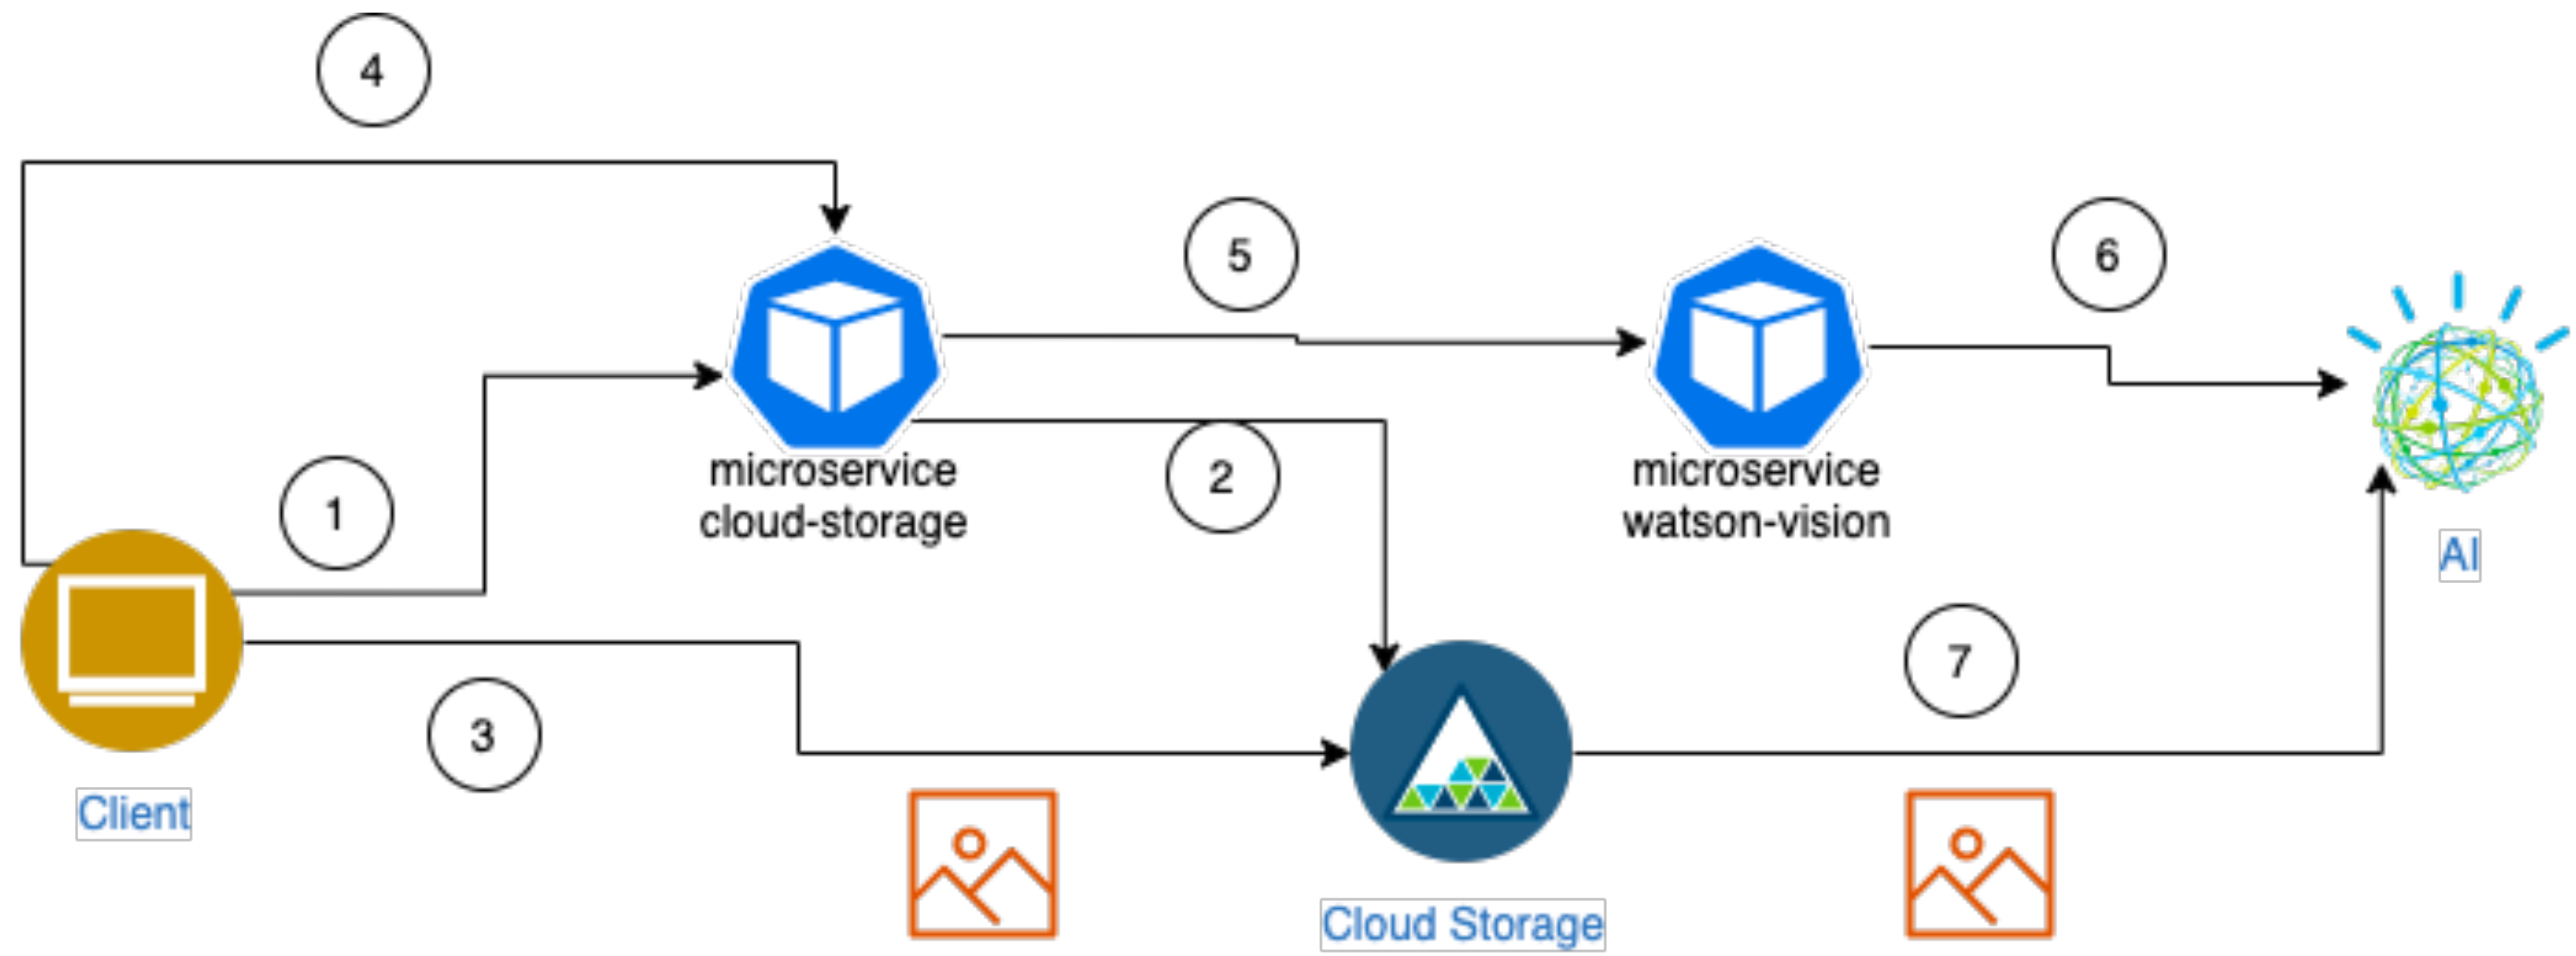 4
5
6
microservice
cloud-storage
2
microservice
watson-vision
1
AI
7
3
Client
Cloud Storage